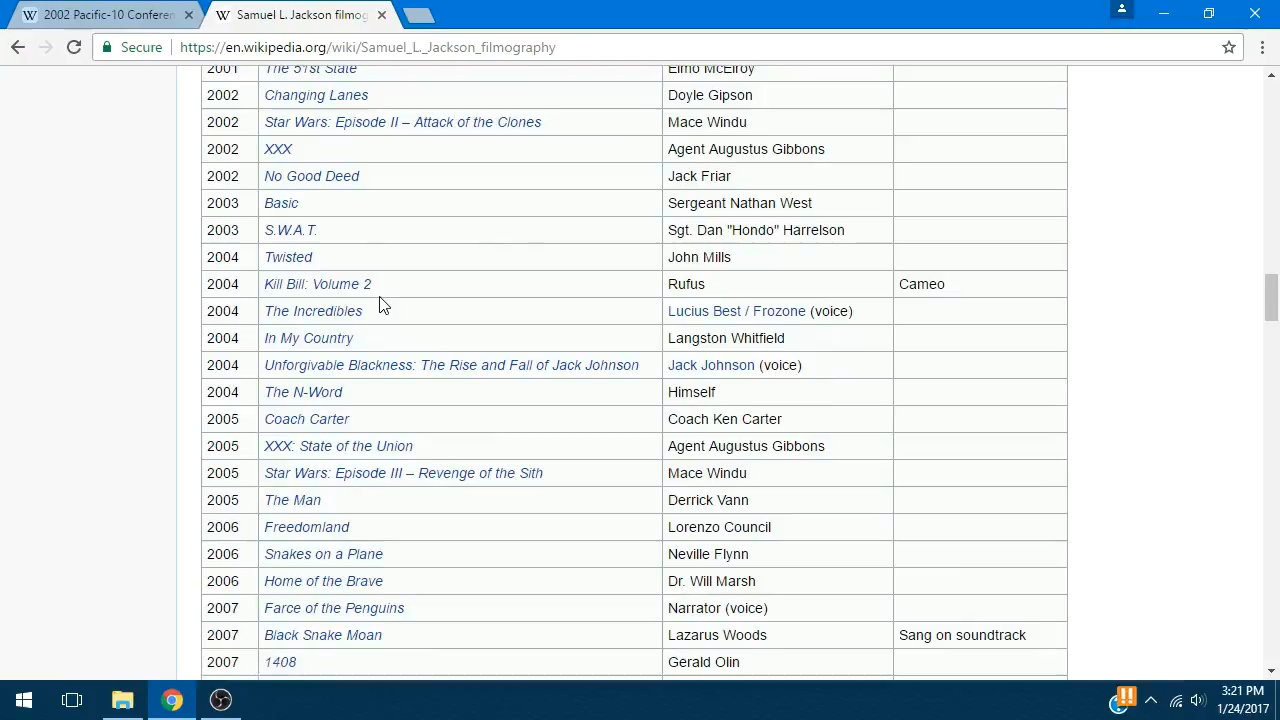 2002 Pacific-10 Conferen
Samuel L. Jackson filmog
Secure
https://en.wikipedia.org/wiki/Samuel_L._Jackson_filmography
2001 The 51st State Elmo McElroy
2002 Changing Lanes Doyle Gipson
2002 Star Wars: Episode II – Attack of the Clones Mace Windu
2002 XXX Agent Augustus Gibbons
2002 No Good Deed Jack Friar
2003 Basic Sergeant Nathan West
2003 S.W.A.T. Sgt. Dan "Hondo" Harrelson
2004 Twisted John Mills
2004 Kill Bill: Volume 2 Rufus Cameo
2004 The Incredibles Lucius Best / Frozone (voice)
2004 In My Country Langston Whitfield
2004 Unforgivable Blackness: The Rise and Fall of Jack Johnson Jack Johnson (voice)
2004 The N-Word Himself
2005 Coach Carter Coach Ken Carter
2005 XXX: State of the Union Agent Augustus Gibbons
2005 Star Wars: Episode III – Revenge of the Sith Mace Windu
2005 The Man Derrick Vann
2006 Freedomland Lorenzo Council
2006 Snakes on a Plane Neville Flynn
2006 Home of the Brave Dr. Will Marsh
2007 Farce of the Penguins Narrator (voice)
2007 Black Snake Moan Lazarus Woods Sang on soundtrack
2007 1408 Gerald Olin
3:21 PM
1/24/2017